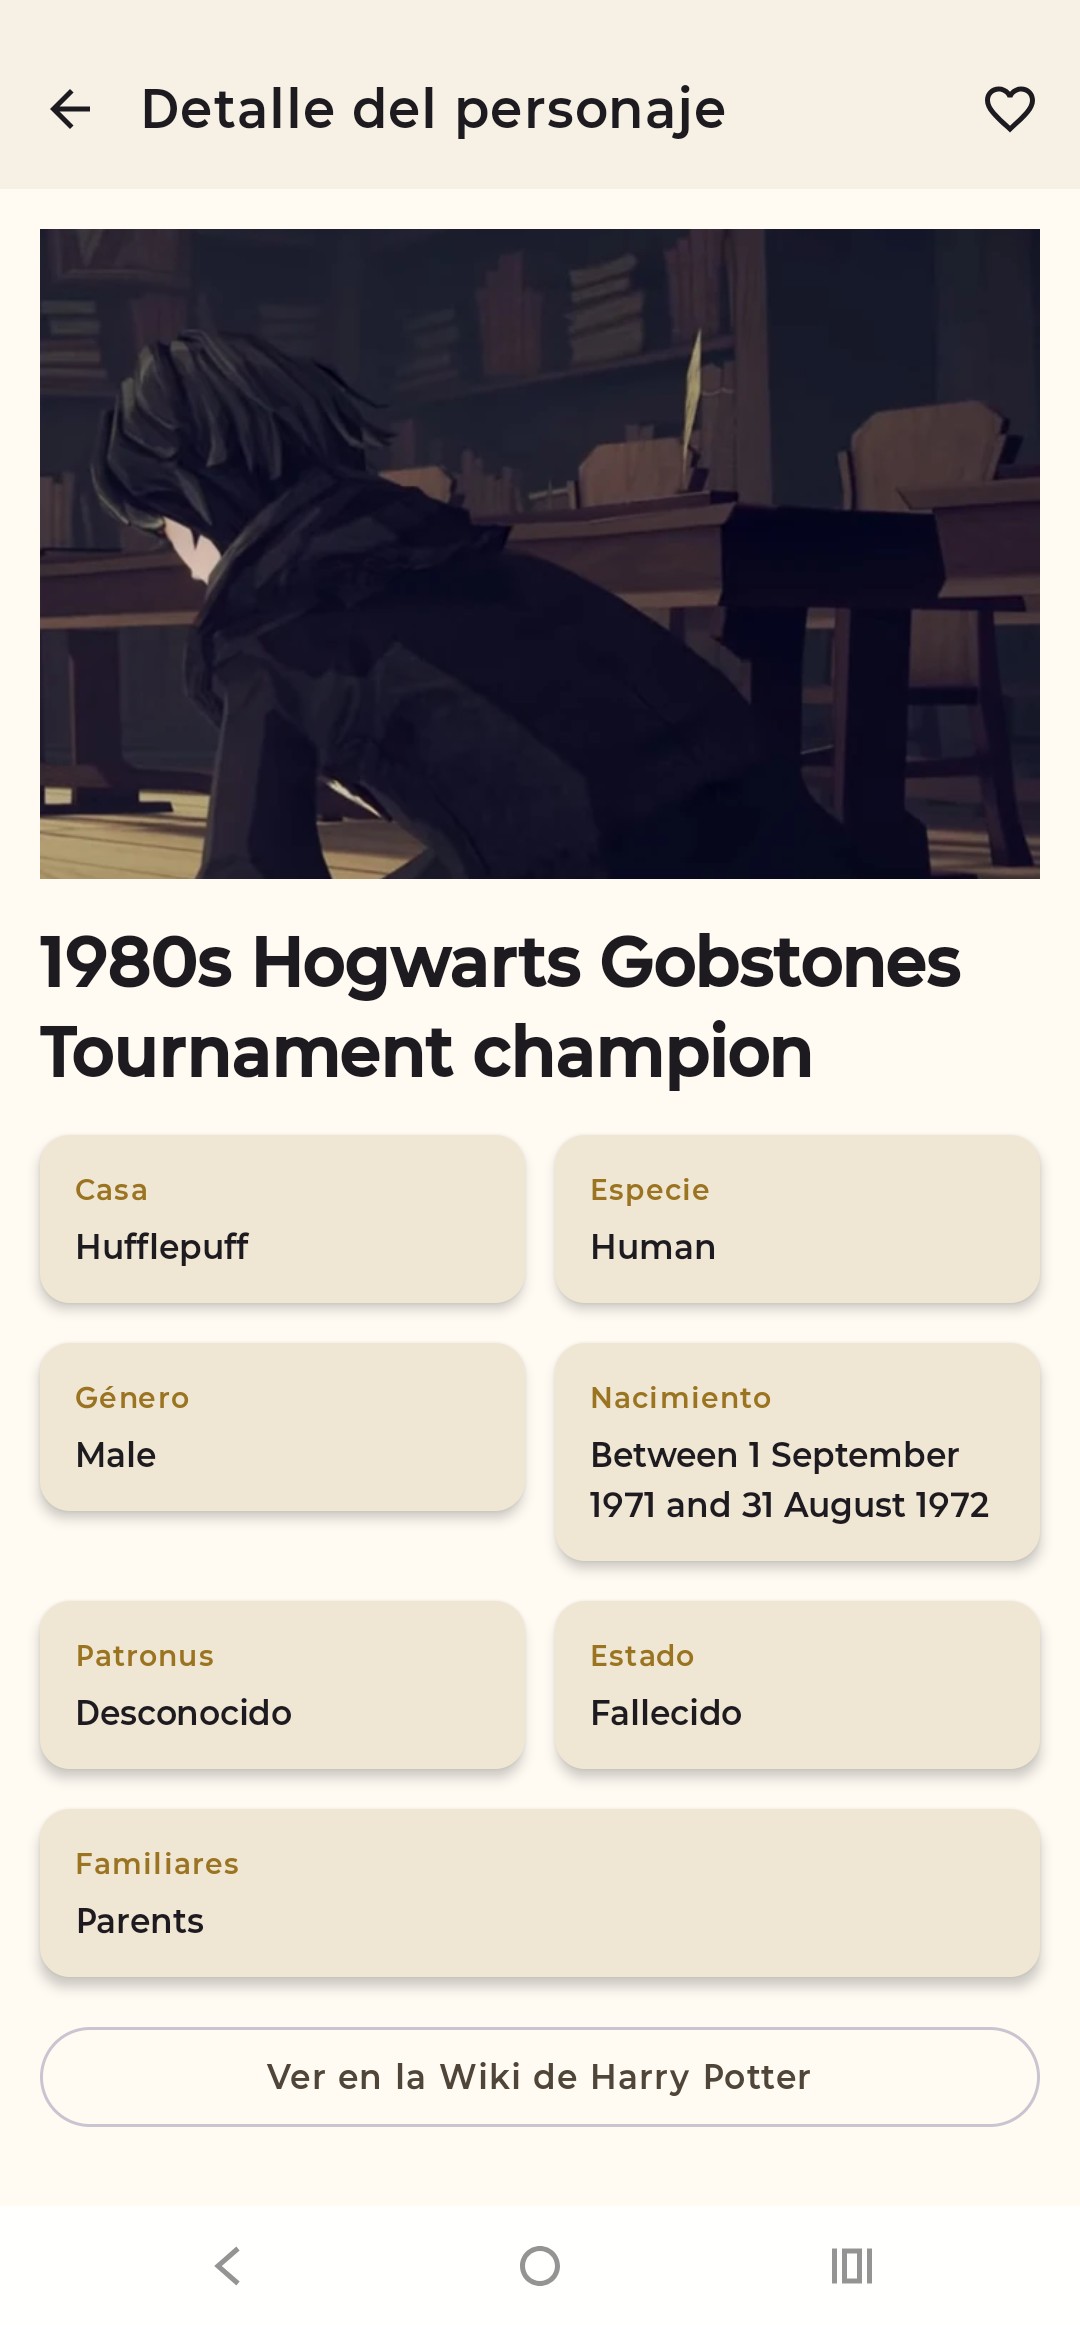 Detalle del personaje
1980s Hogwarts Gobstones
Tournament champion
Casa
Hufflepuff
Especie
Human
Género
Male
Nacimiento
Between 1 September
1971 and 31 August 1972
Patronus
Desconocido
Estado
Fallecido
Familiares
Parents
Ver en la Wiki de Harry Potter